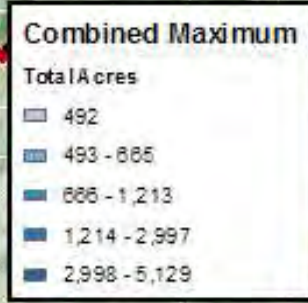 Combined Maximum
Total Acres
492
493 - 665
666 - 1,213
1,214 - 2,997
2,998 - 5,129